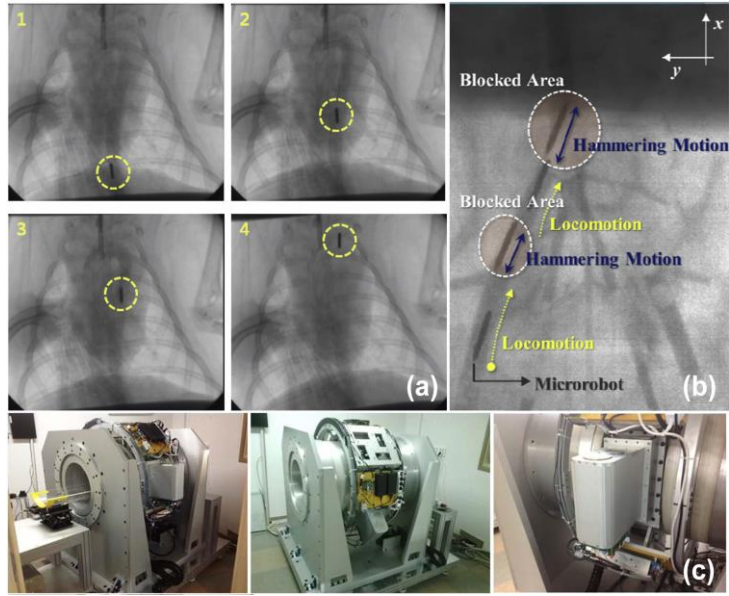 1
2
3
4
(a)
x
y
Blocked Area
Hammering Motion
Blocked Area
Locomotion
Hammering Motion
Locomotion
Microrobot
(b)
(c)